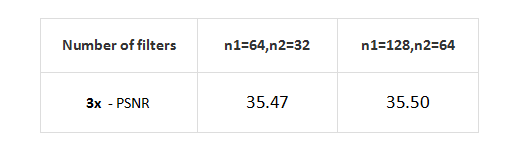 Number of filters n1=64,n2=32 n1=128,n2=64
3x - PSNR 35.47 35.50